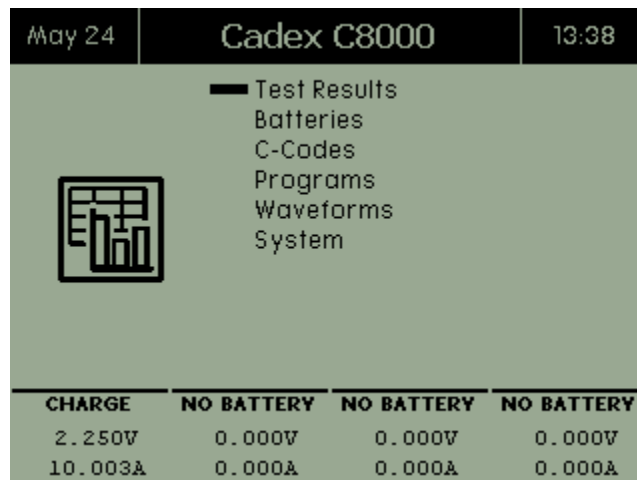 May 24 Cadex C8000 13:38
Test Results
Batteries
C-Codes
Programs
Waveforms
System
CHARGE NO BATTERY NO BATTERY NO BATTERY
2.250V 0.000V 0.000V 0.000V
10.003A 0.000A 0.000A 0.000A